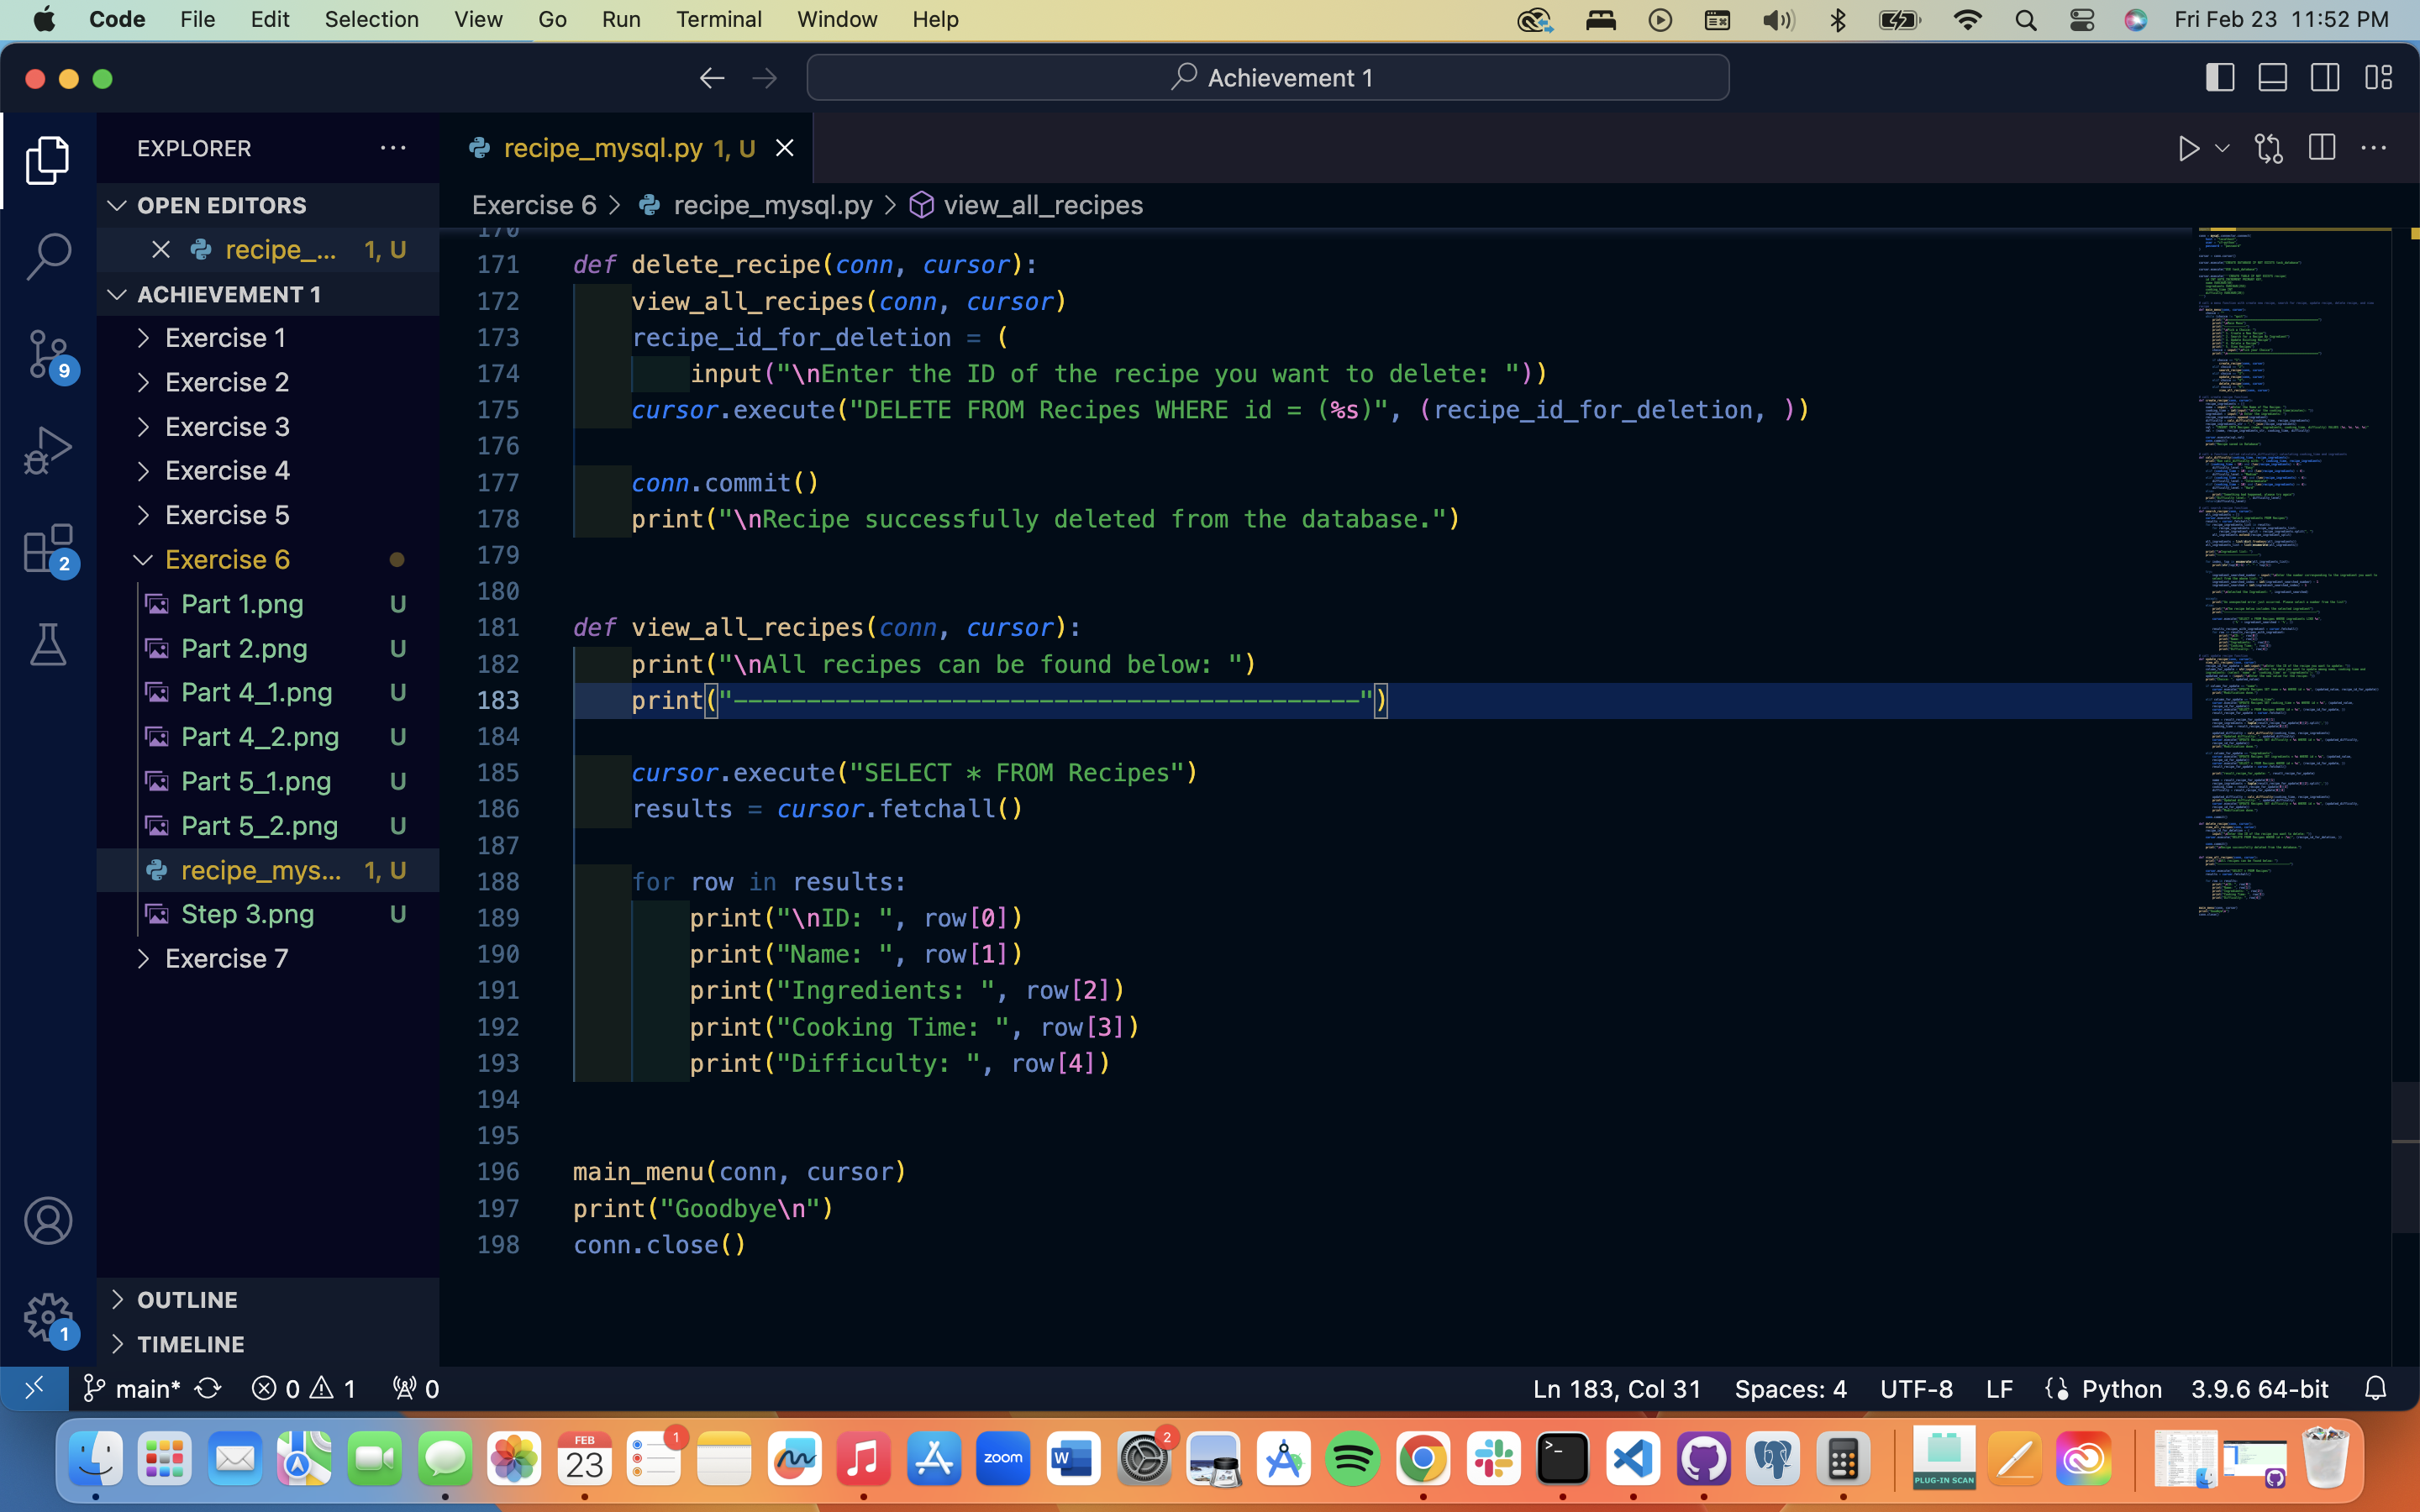 Code File Edit Selection View Go Run Terminal Window Help Fri Feb 23 11:52 PM
Achievement 1
EXPLORER
recipe_mysql.py 1, U
OPEN EDITORS
Exercise 6 > recipe_mysql.py > view_all_recipes
recipe_... 1, U
ACHIEVEMENT 1
Exercise 1
Exercise 2
Exercise 3
Exercise 4
Exercise 5
Exercise 6
Part 1.png U
Part 2.png U
Part 4_1.png U
Part 4_2.png U
Part 5_1.png U
Part 5_2.png U
recipe_mys... 1, U
Step 3.png U
Exercise 7
OUTLINE
TIMELINE
9
2
1
170
171 def delete_recipe(conn, cursor):
172 view_all_recipes(conn, cursor)
173 recipe_id_for_deletion = (
174 input("\nEnter the ID of the recipe you want to delete: "))
175 cursor.execute("DELETE FROM Recipes WHERE id = (%s)", (recipe_id_for_deletion, ))
176
177 conn.commit()
178 print("\nRecipe successfully deleted from the database.")
179
180
181 def view_all_recipes(conn, cursor):
182 print("\nAll recipes can be found below: ")
183 print("-------------------------------------------")
184
185 cursor.execute("SELECT * FROM Recipes")
186 results = cursor.fetchall()
187
188 for row in results:
189 print("\nID: ", row[0])
190 print("Name: ", row[1])
191 print("Ingredients: ", row[2])
192 print("Cooking Time: ", row[3])
193 print("Difficulty: ", row[4])
194
195
196 main_menu(conn, cursor)
197 print("Goodbye\n")
198 conn.close()
main* 0 1 0 Ln 183, Col 31 Spaces: 4 UTF-8 LF Python 3.9.6 64-bit
FEB
23
1
zoom
W
2
>_
PLUG-IN SCAN